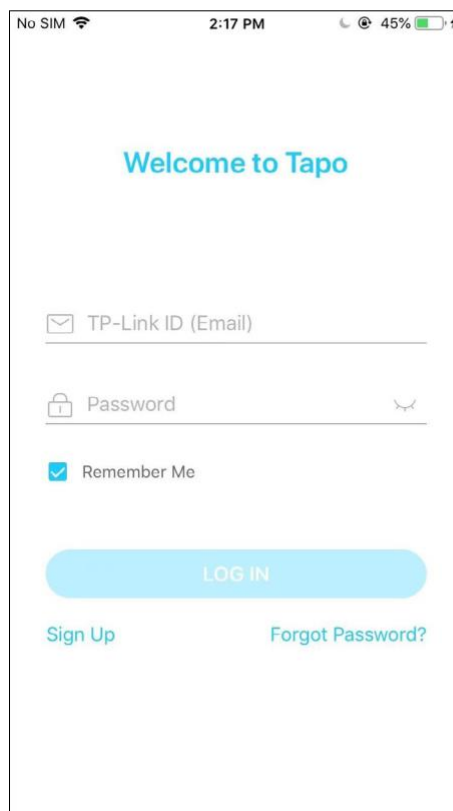 No SIM 2:17 PM 45%
Welcome to Tapo
TP-Link ID (Email)
Password
Remember Me
LOG IN
Sign Up Forgot Password?